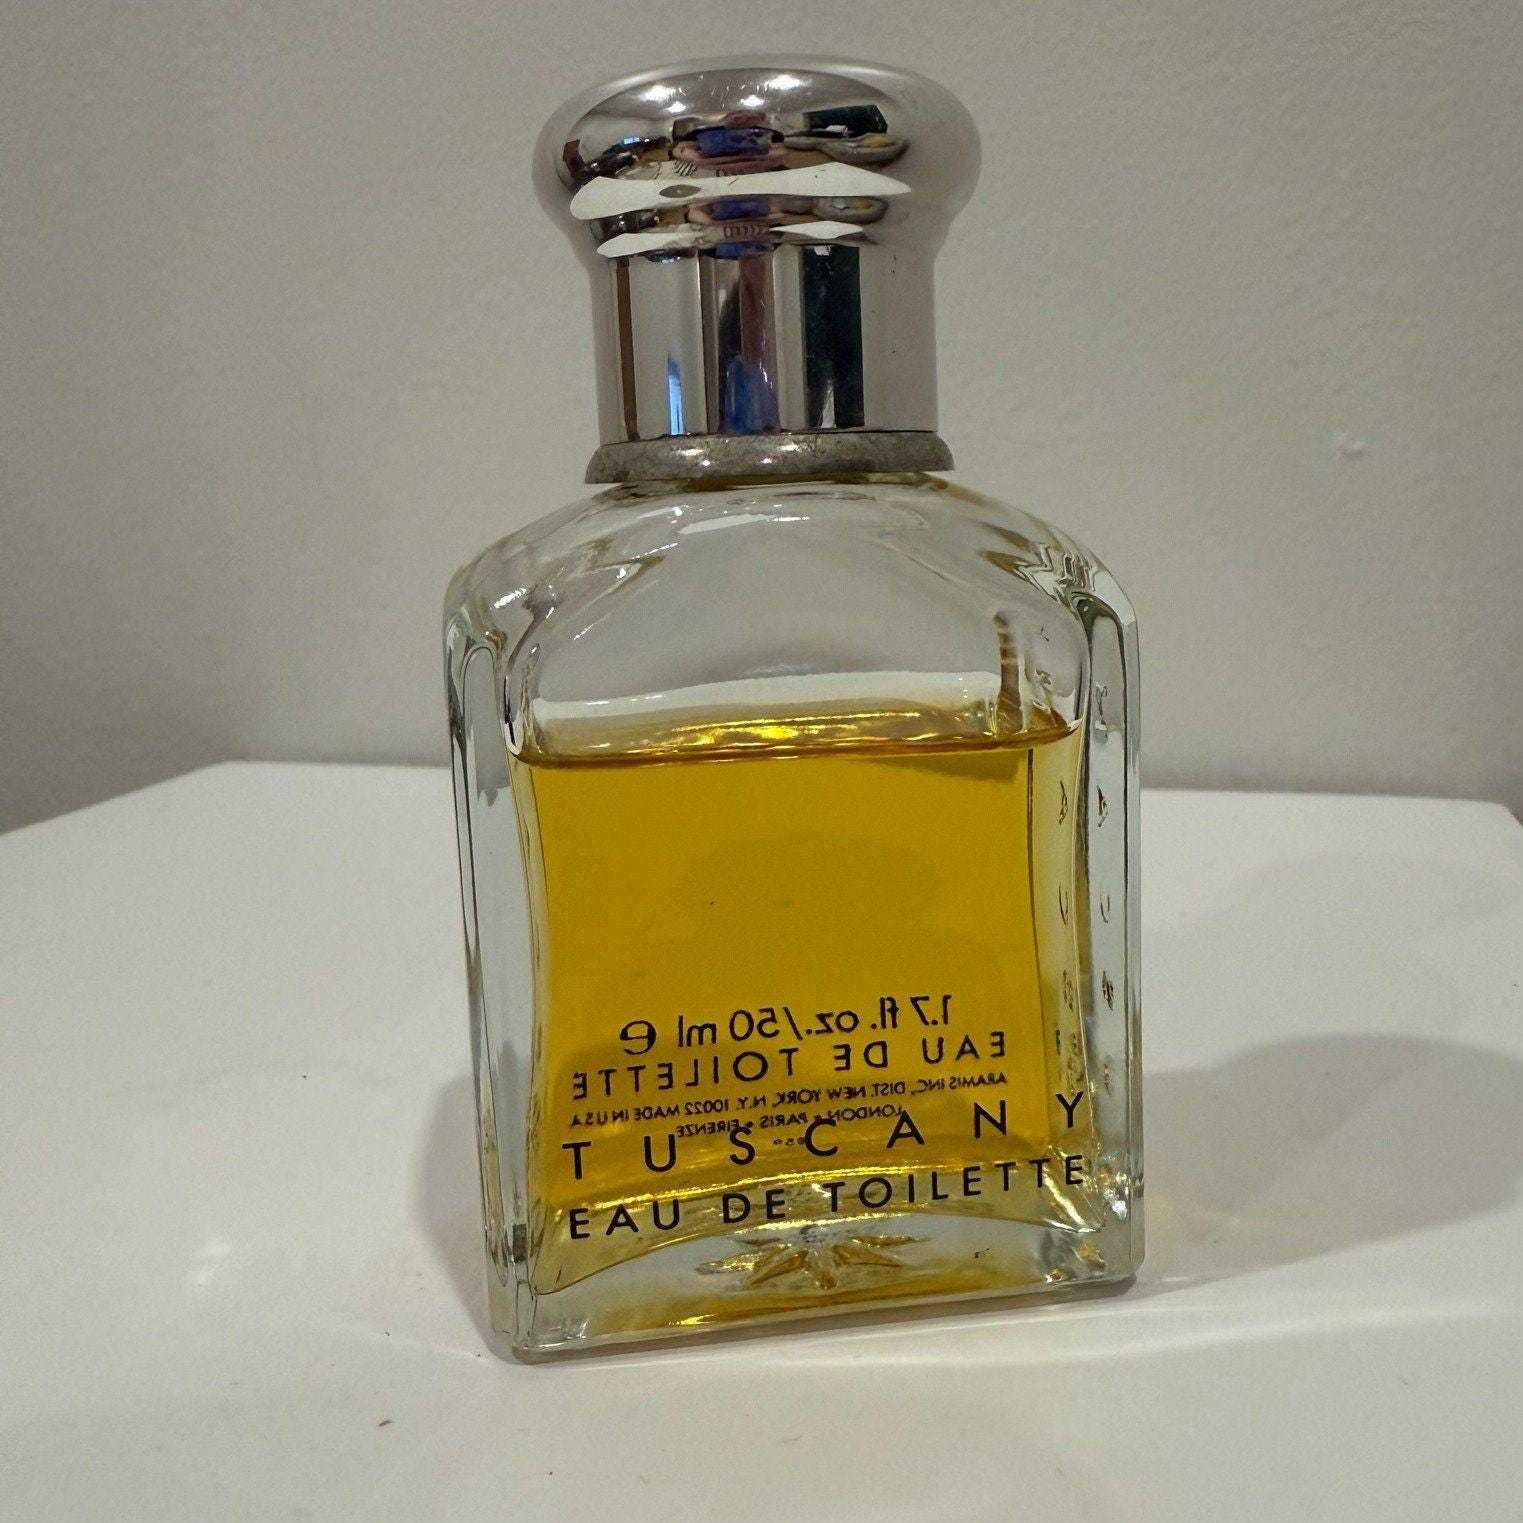 1.7 fl. oz./50 ml e
EAU DE TOILETTE
ARAMIS INC., DIST. NEW YORK, N.Y. 10022 MADE IN U.S.A
LONDON • PARIS • FIRENZE
TUSCANY
EAU DE TOILETTE